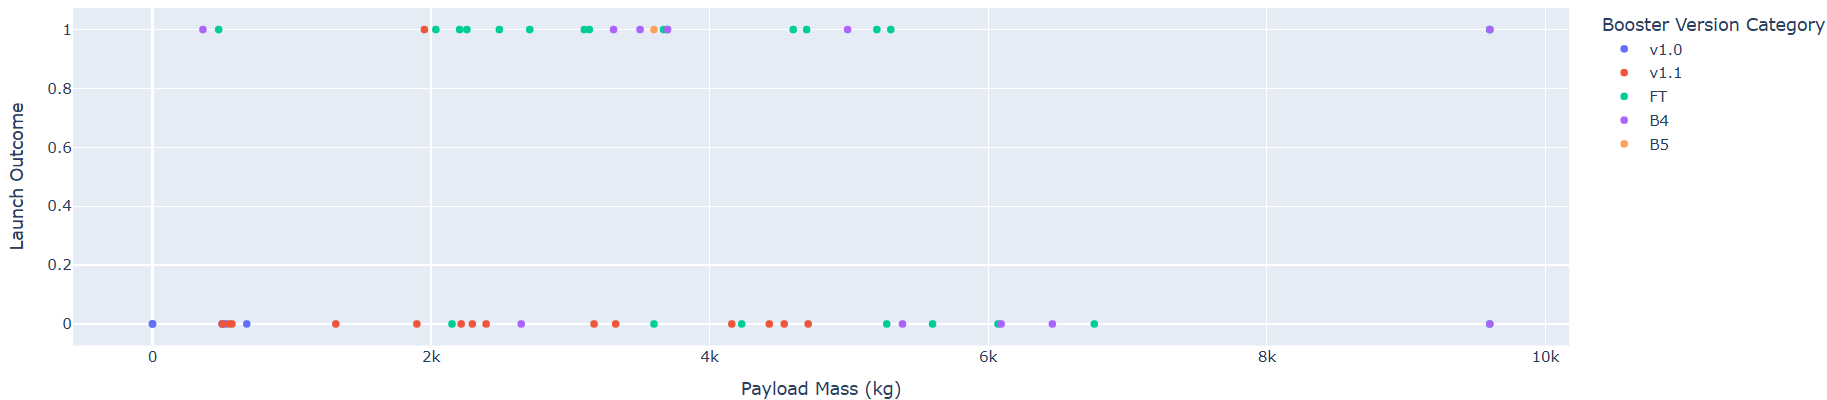 Booster Version Category
v1.0
v1.1
FT
B4
B5
Launch Outcome
1
0.8
0.6
0.4
0.2
0
0 2k 4k 6k 8k 10k
Payload Mass (kg)